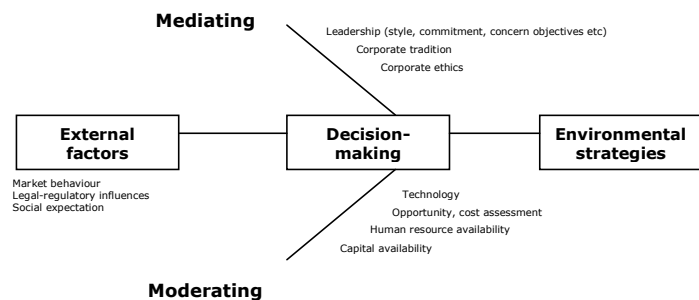 Mediating
Leadership (style, commitment, concern objectives etc)
Corporate tradition
Corporate ethics
External
factors
Decision-
making
Environmental
strategies
Market behaviour
Legal-regulatory influences
Social expectation
Technology
Opportunity, cost assessment
Human resource availability
Capital availability
Moderating